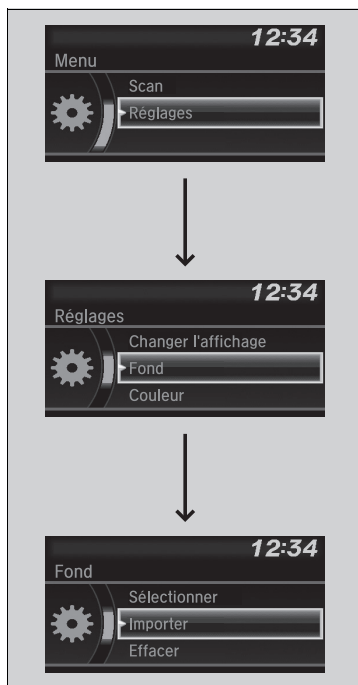 12:34
Menu
Scan
Réglages
12:34
Réglages
Changer l'affichage
Fond
Couleur
12:34
Fond
Sélectionner
Importer
Effacer